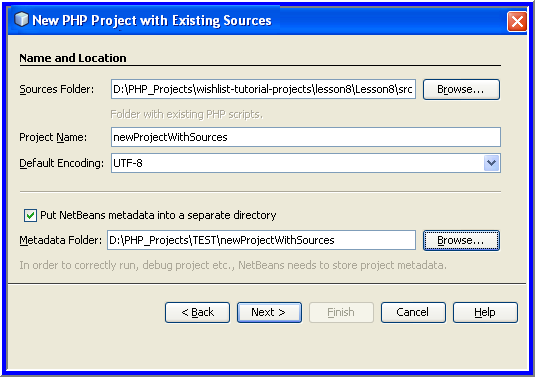 New PHP Project with Existing Sources
Name and Location
Sources Folder: D:\PHP_Projects\wishlist-tutorial-projects\lesson8\Lesson8\src Browse...
Folder with existing PHP scripts.
Project Name: newProjectWithSources
Default Encoding: UTF-8
Put NetBeans metadata into a separate directory
Metadata Folder: D:\PHP_Projects\TEST\newProjectWithSources Browse...
In order to correctly run, debug project etc., NetBeans needs to store project metadata.
< Back Next > Finish Cancel Help